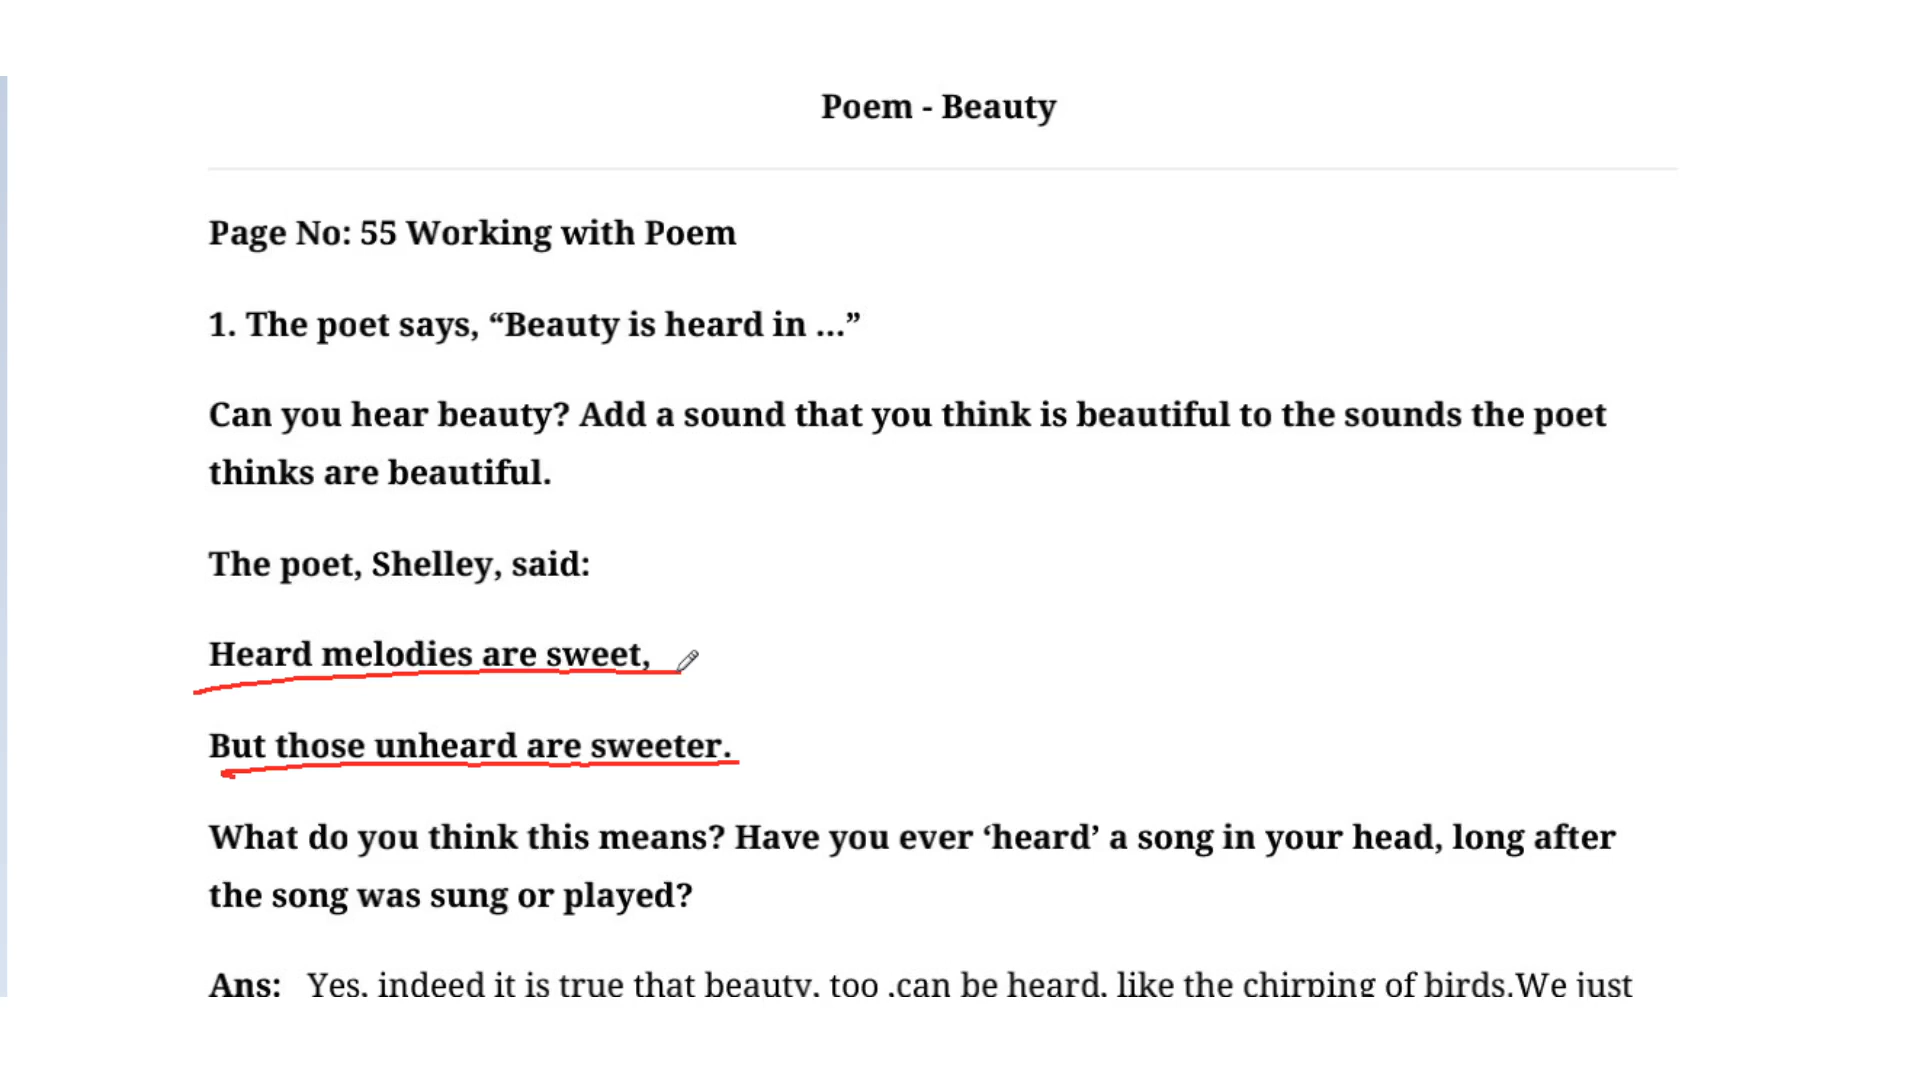 Poem - Beauty
Page No: 55 Working with Poem
1. The poet says, “Beauty is heard in ...”
Can you hear beauty? Add a sound that you think is beautiful to the sounds the poet
thinks are beautiful.
The poet, Shelley, said:
Heard melodies are sweet,
But those unheard are sweeter.
What do you think this means? Have you ever ‘heard’ a song in your head, long after
the song was sung or played?
Ans: Yes, indeed it is true that beauty, too ,can be heard, like the chirping of birds.We just